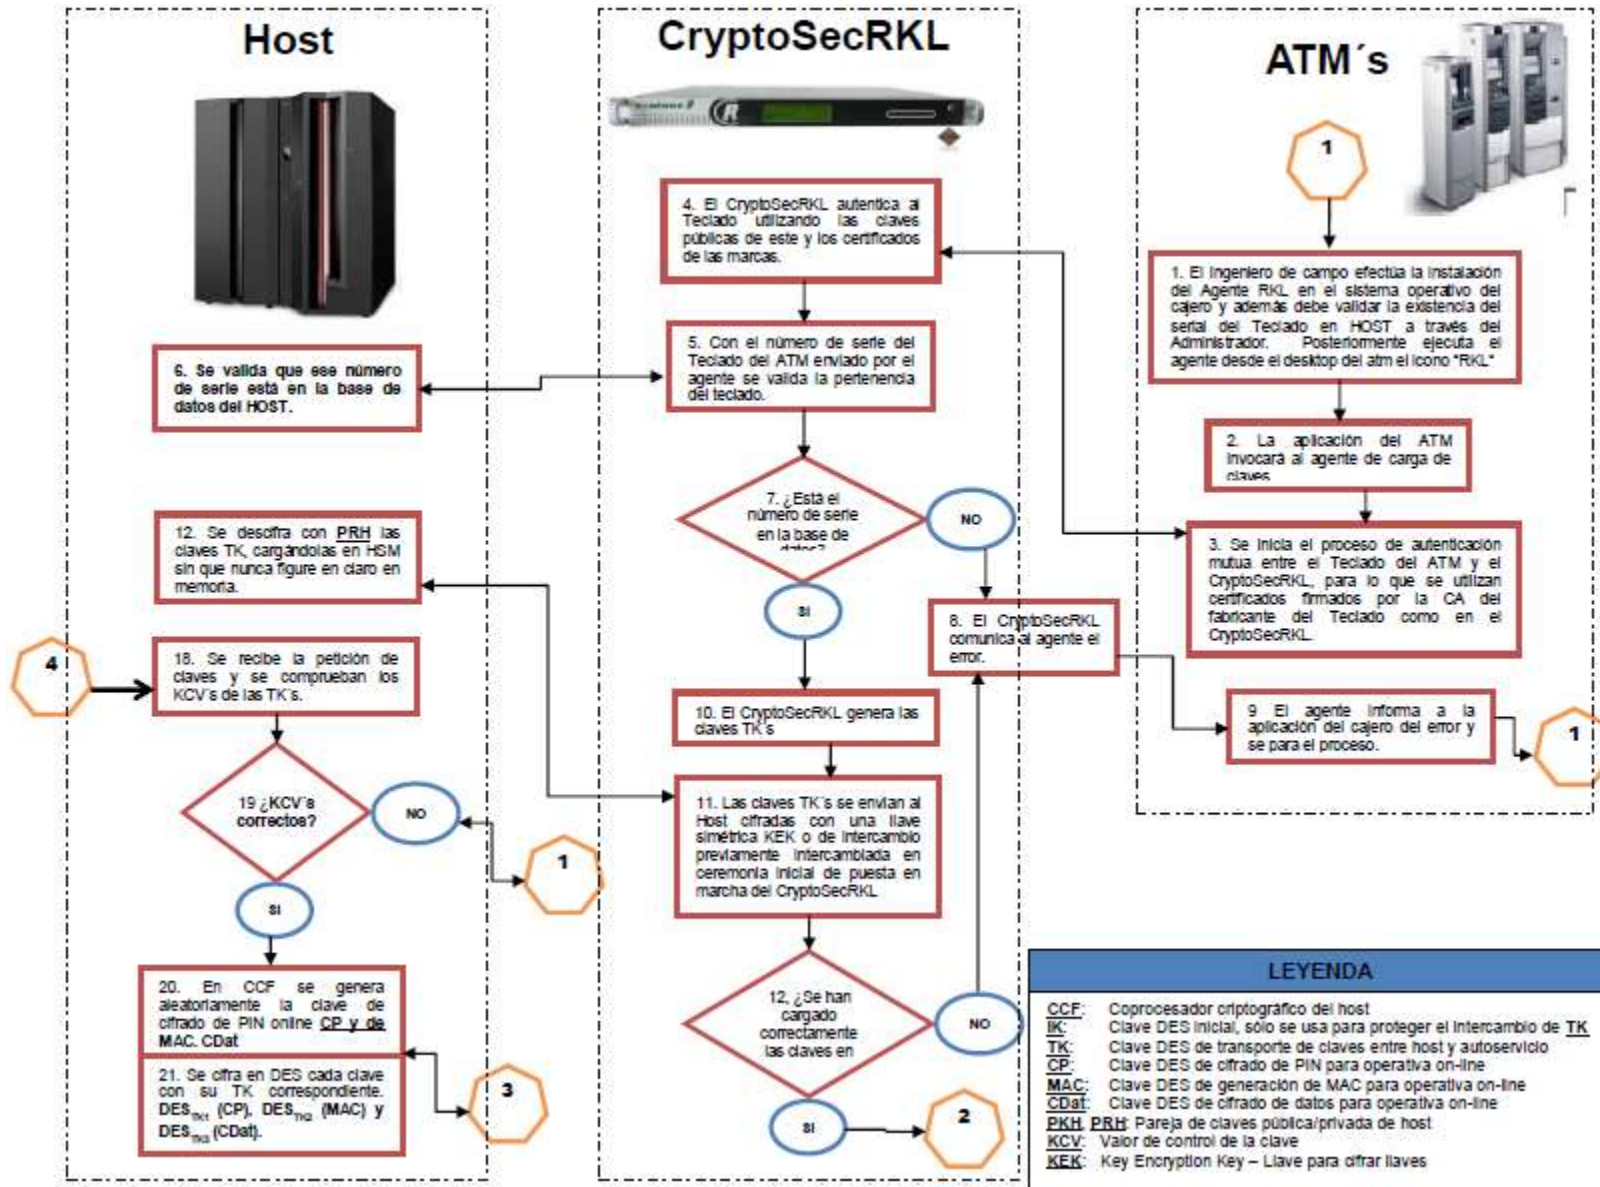 Host
6. Se valida que ese número
de serie está en la base de
datos del HOST.
12. Se descifra con PRH las
claves TK, cargándolas en HSM
sin que nunca figure en claro en
memoria.
4
18. Se recibe la petición de
claves y se comprueban los
KCV's de las TK's.
19 ¿KCV's
correctos?
NO
1
SI
20. En CCF se genera
aleatoriamente la clave de
cifrado de PIN online CP y de
MAC. CDat
21. Se cifra en DES cada clave
con su TK correspondiente.
DES TK1 (CP), DES TK2 (MAC) y
DES TK3 (CDat).
3
CryptoSecRKL
R
4. El CryptoSecRKL autentica al
Teclado utilizando las claves
públicas de este y los certificados
de las marcas.
5. Con el número de serie del
Teclado del ATM enviado por el
agente se valida la pertenencia
del teclado.
7. ¿Está el
número de serie
en la base de
datos?
NO
SI
8. El CryptoSecRKL
comunica al agente el
error.
10. El CryptoSecRKL genera las
claves TK's
11. Las claves TK's se envían al
Host cifradas con una llave
simétrica KEK o de intercambio
previamente intercambiada en
ceremonia inicial de puesta en
marcha del CryptoSecRKL
12, ¿Se han
cargado
correctamente
las claves en
NO
SI
2
ATM´s
1
1. El Ingeniero de campo efectúa la instalación
del Agente RKL en el sistema operativo del
cajero y además debe validar la existencia del
serial del Teclado en HOST a través del
Administrador. Posteriormente ejecuta el
agente desde el desktop del atm el icono "RKL"
2. La aplicación del ATM
invocará al agente de carga de
claves
3. Se inicia el proceso de autenticación
mutua entre el Teclado del ATM y el
CryptoSecRKL, para lo que se utilizan
certificados firmados por la CA del
fabricante del Teclado como en el
CryptoSecRKL.
9 El agente informa a la
aplicación del cajero del error y
se para el proceso.
1
LEYENDA
CCF: Coprocesador criptográfico del host
IK: Clave DES inicial, sólo se usa para proteger el intercambio de TK
TK: Clave DES de transporte de claves entre host y autoservicio
CP: Clave DES de cifrado de PIN para operativa on-line
MAC: Clave DES de generación de MAC para operativa on-line
CDat: Clave DES de cifrado de datos para operativa on-line
PKH, PRH: Pareja de claves pública/privada de host
KCV: Valor de control de la clave
KEK: Key Encryption Key – Llave para cifrar llaves